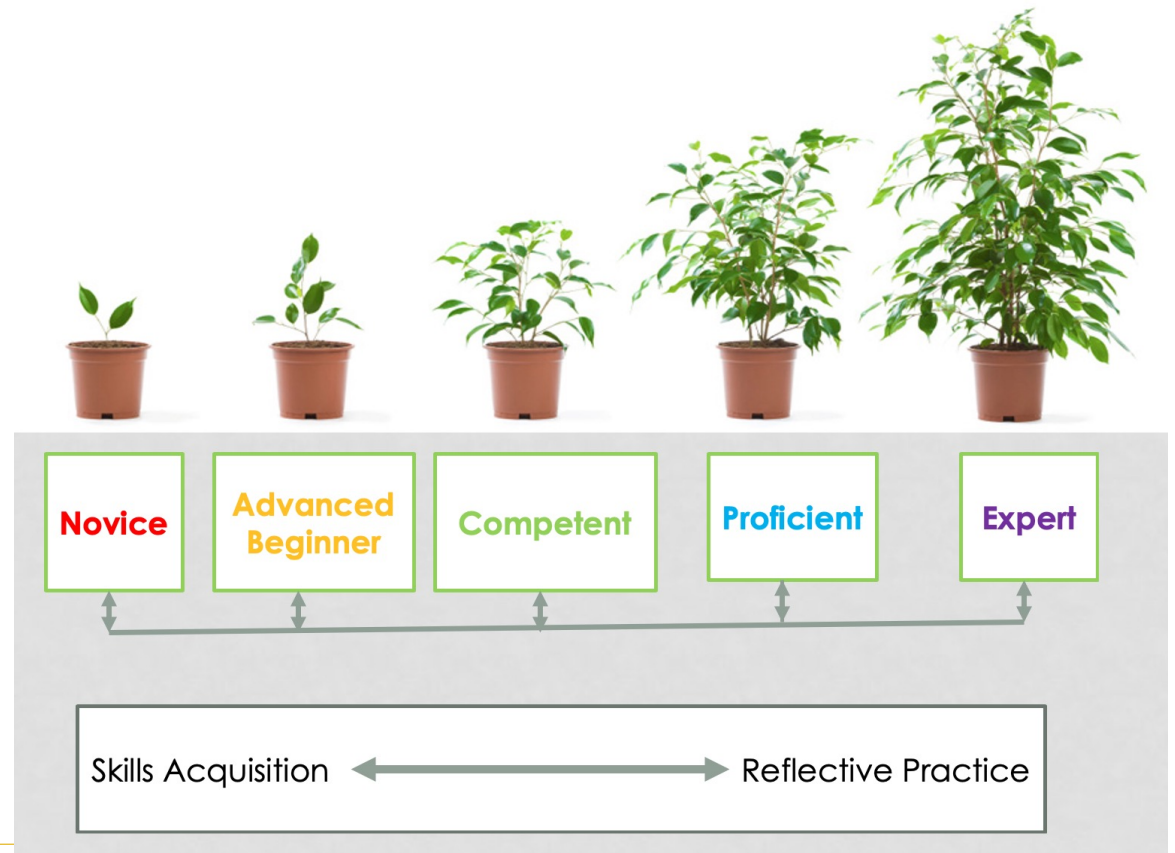 Novice
Advanced
Beginner
Competent
Proficient
Expert
Skills Acquisition
Reflective Practice